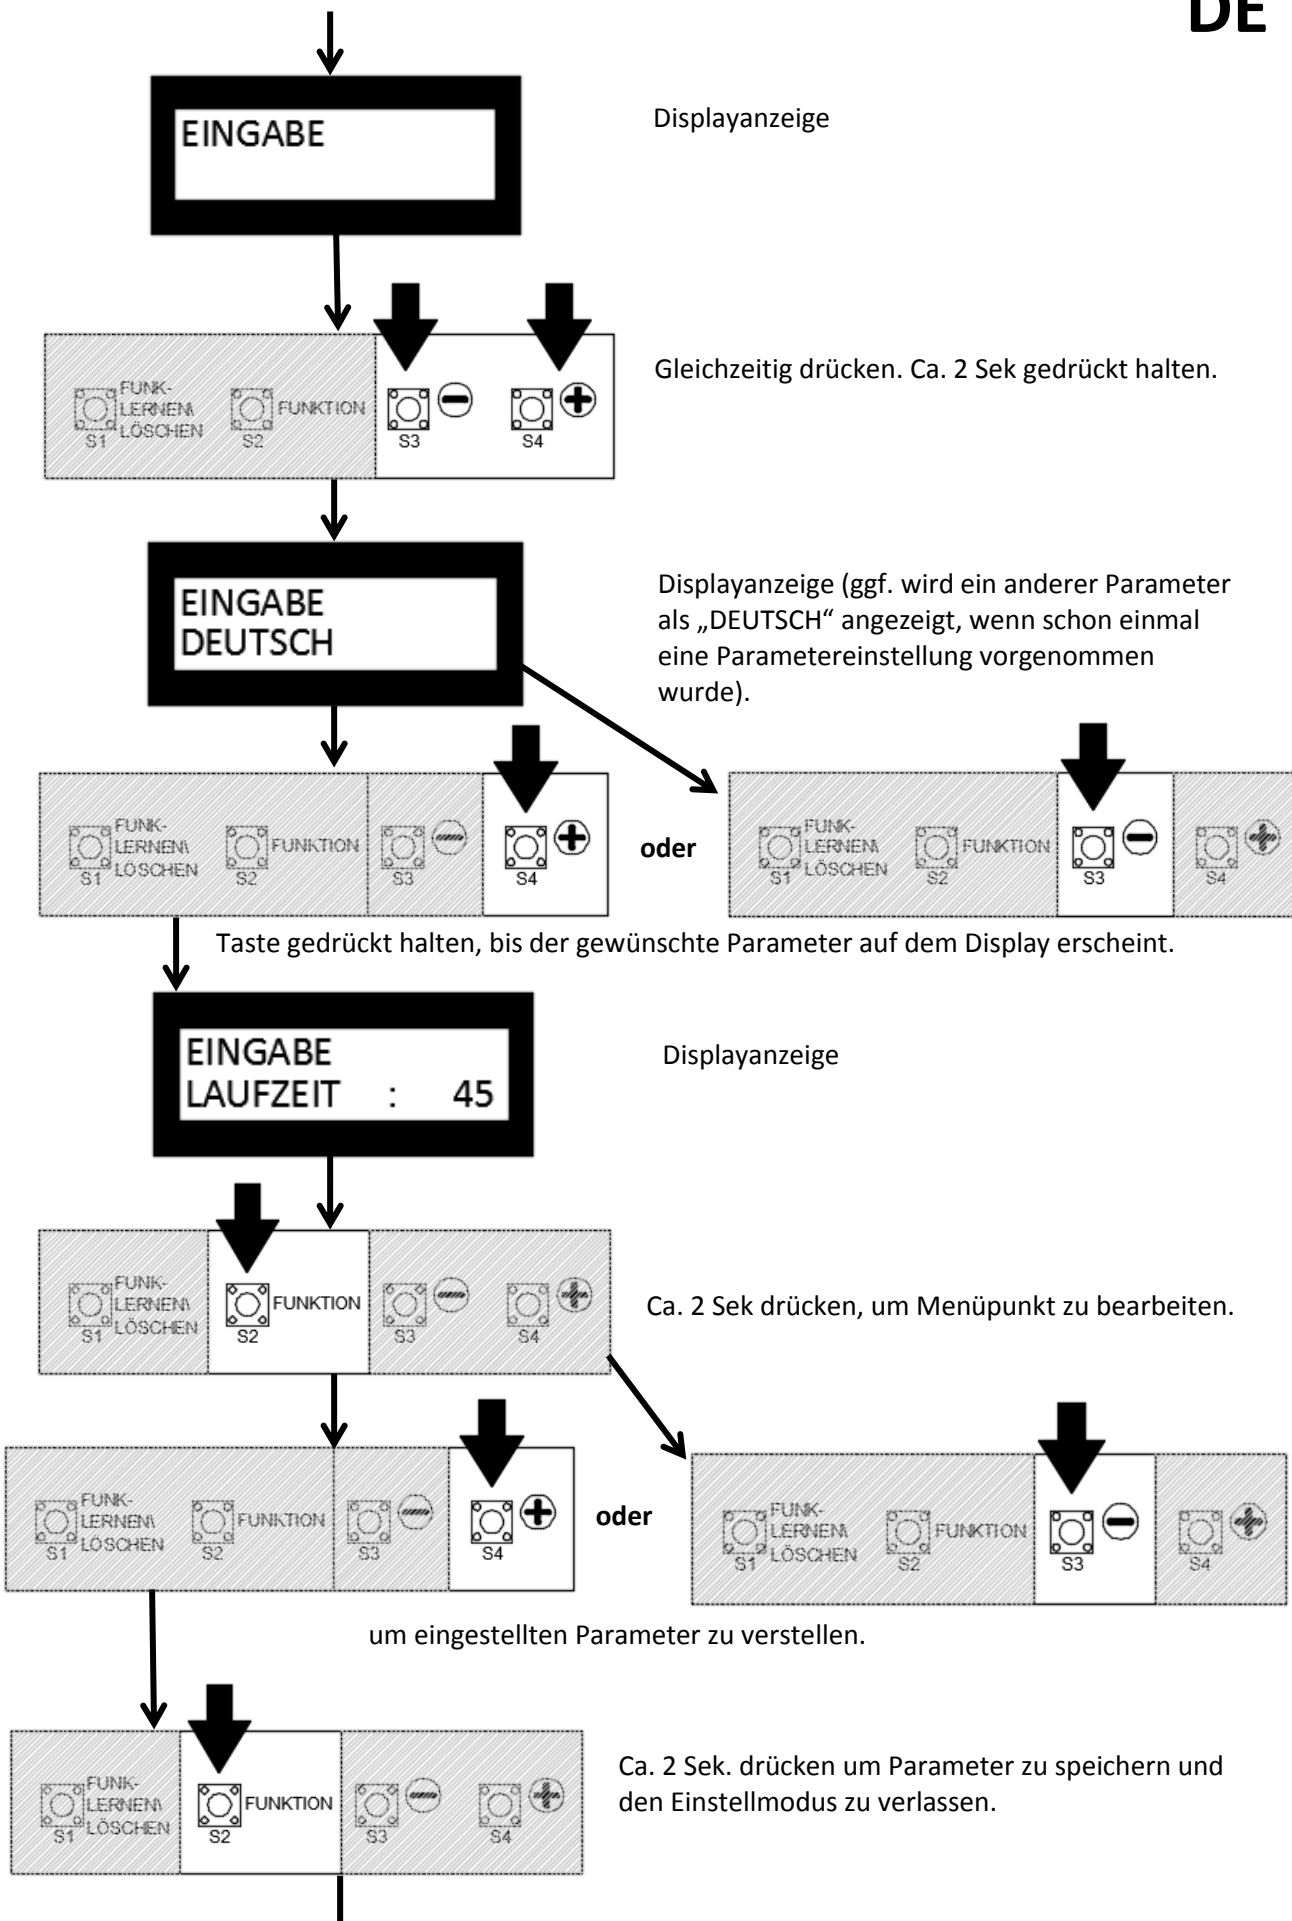 DE
EINGABE
Displayanzeige
Gleichzeitig drücken. Ca. 2 Sek gedrückt halten.
FUNK-
LERNEN\
LÖSCHEN
S1
FUNKTION
S2
S3
S4
EINGABE
DEUTSCH
Displayanzeige (ggf. wird ein anderer Parameter
als „DEUTSCH“ angezeigt, wenn schon einmal
eine Parametereinstellung vorgenommen
wurde).
FUNK-
LERNEN\
LÖSCHEN
S1
FUNKTION
S2
S3
S4
oder
FUNK-
LERNEN\
LÖSCHEN
S1
FUNKTION
S2
S3
S4
Taste gedrückt halten, bis der gewünschte Parameter auf dem Display erscheint.
EINGABE
LAUFZEIT : 45
Displayanzeige
FUNK-
LERNEN\
LÖSCHEN
S1
FUNKTION
S2
S3
S4
Ca. 2 Sek drücken, um Menüpunkt zu bearbeiten.
FUNK-
LERNEN\
LÖSCHEN
S1
FUNKTION
S2
S3
S4
oder
FUNK-
LERNEN\
LÖSCHEN
S1
FUNKTION
S2
S3
S4
um eingestellten Parameter zu verstellen.
FUNK-
LERNEN\
LÖSCHEN
S1
FUNKTION
S2
S3
S4
Ca. 2 Sek. drücken um Parameter zu speichern und
den Einstellmodus zu verlassen.